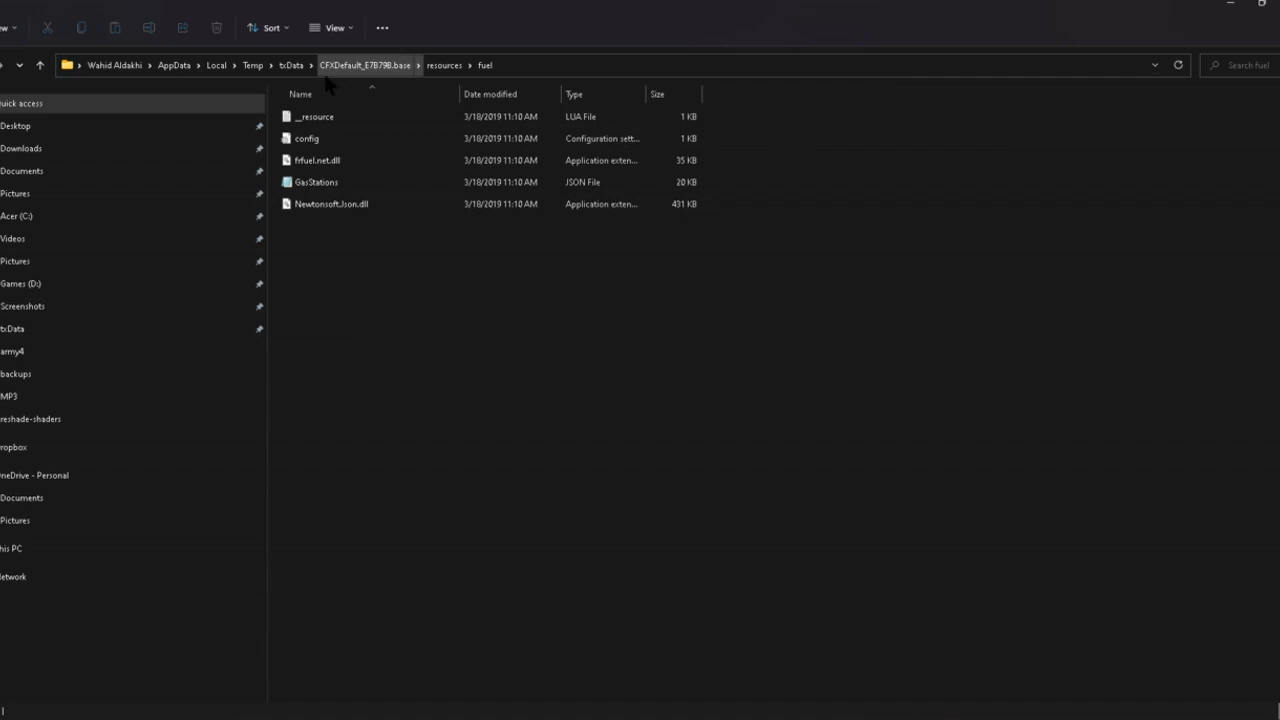 ew Sort View
Wahid Aldakhi > AppData > Local > Temp > txData > CFXDefault_E7B79B.base > resources > fuel Search fuel
Name Date modified Type Size
uick access
Desktop
Downloads
Documents
Pictures
Acer (C:)
Videos
Pictures
Games (D:)
Screenshots
txData
army4
backups
MP3
reshade-shaders
ropbox
neDrive - Personal
Documents
Pictures
his PC
etwork
__resource 3/18/2019 11:10 AM LUA File 1 KB
config 3/18/2019 11:10 AM Configuration sett... 1 KB
frfuel.net.dll 3/18/2019 11:10 AM Application exten... 35 KB
GasStations 3/18/2019 11:10 AM JSON File 20 KB
Newtonsoft.Json.dll 3/18/2019 11:10 AM Application exten... 431 KB